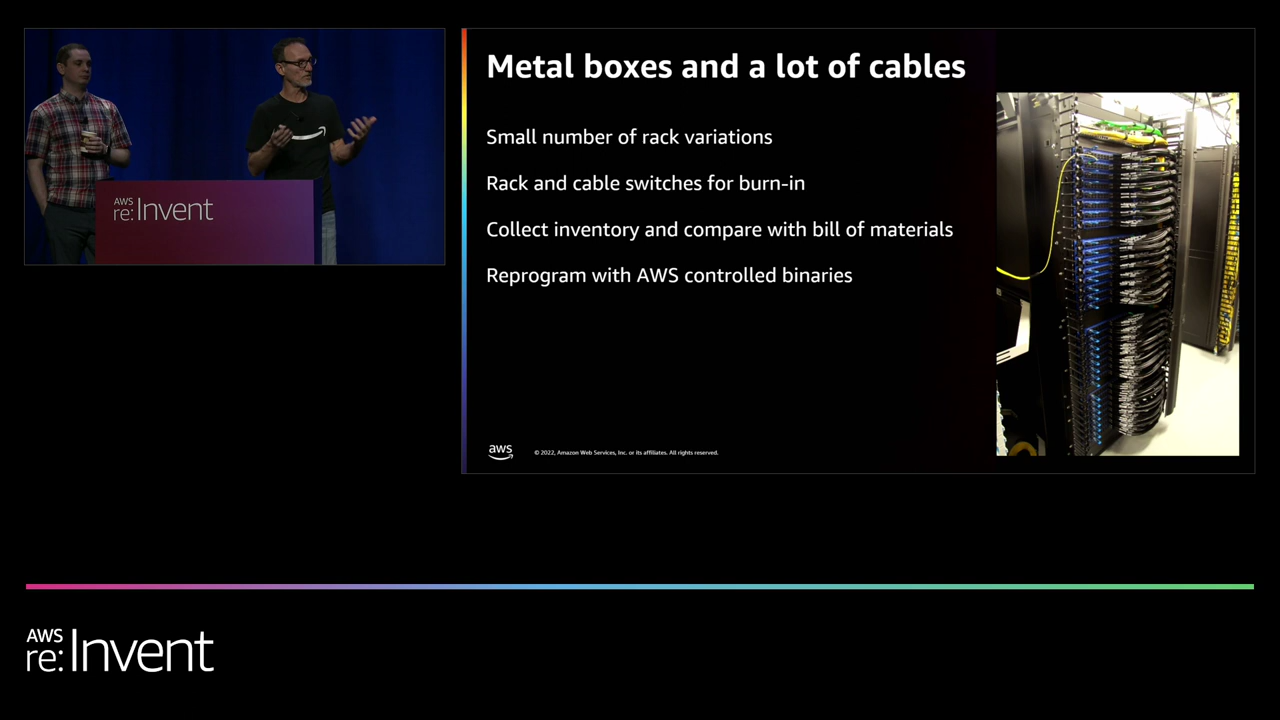 AWS
re:Invent
Metal boxes and a lot of cables
Small number of rack variations
Rack and cable switches for burn-in
Collect inventory and compare with bill of materials
Reprogram with AWS controlled binaries
aws
© 2022, Amazon Web Services, Inc. or its affiliates. All rights reserved.
AWS
re:Invent